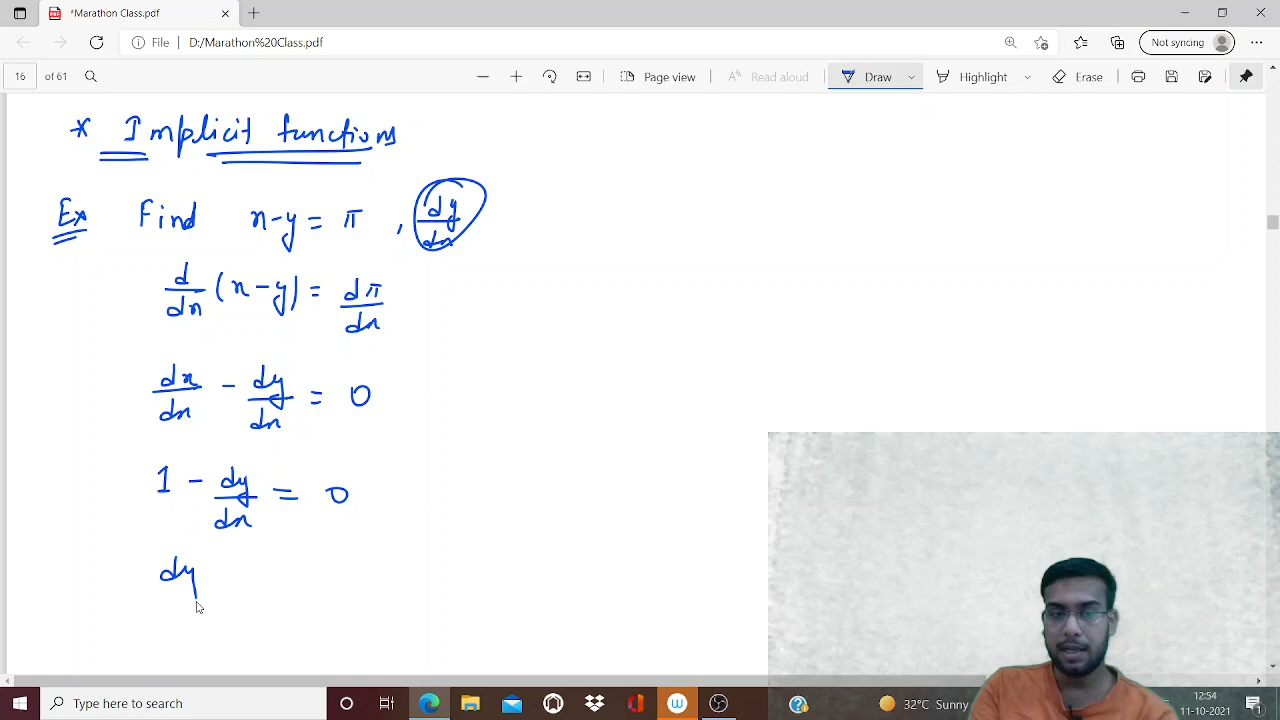 *Marathon Class.pdf
File D:/Marathon%20Class.pdf Not syncing
16 of 61 Page view Read aloud Draw Highlight Erase
* Implicit functions
Ex Find x-y = π , dy/dx
d/dx (x-y) = dπ/dx
dx/dx - dy/dx = 0
1 - dy/dx = 0
dy
Type here to search 32°C Sunny 12:54
11-10-2021